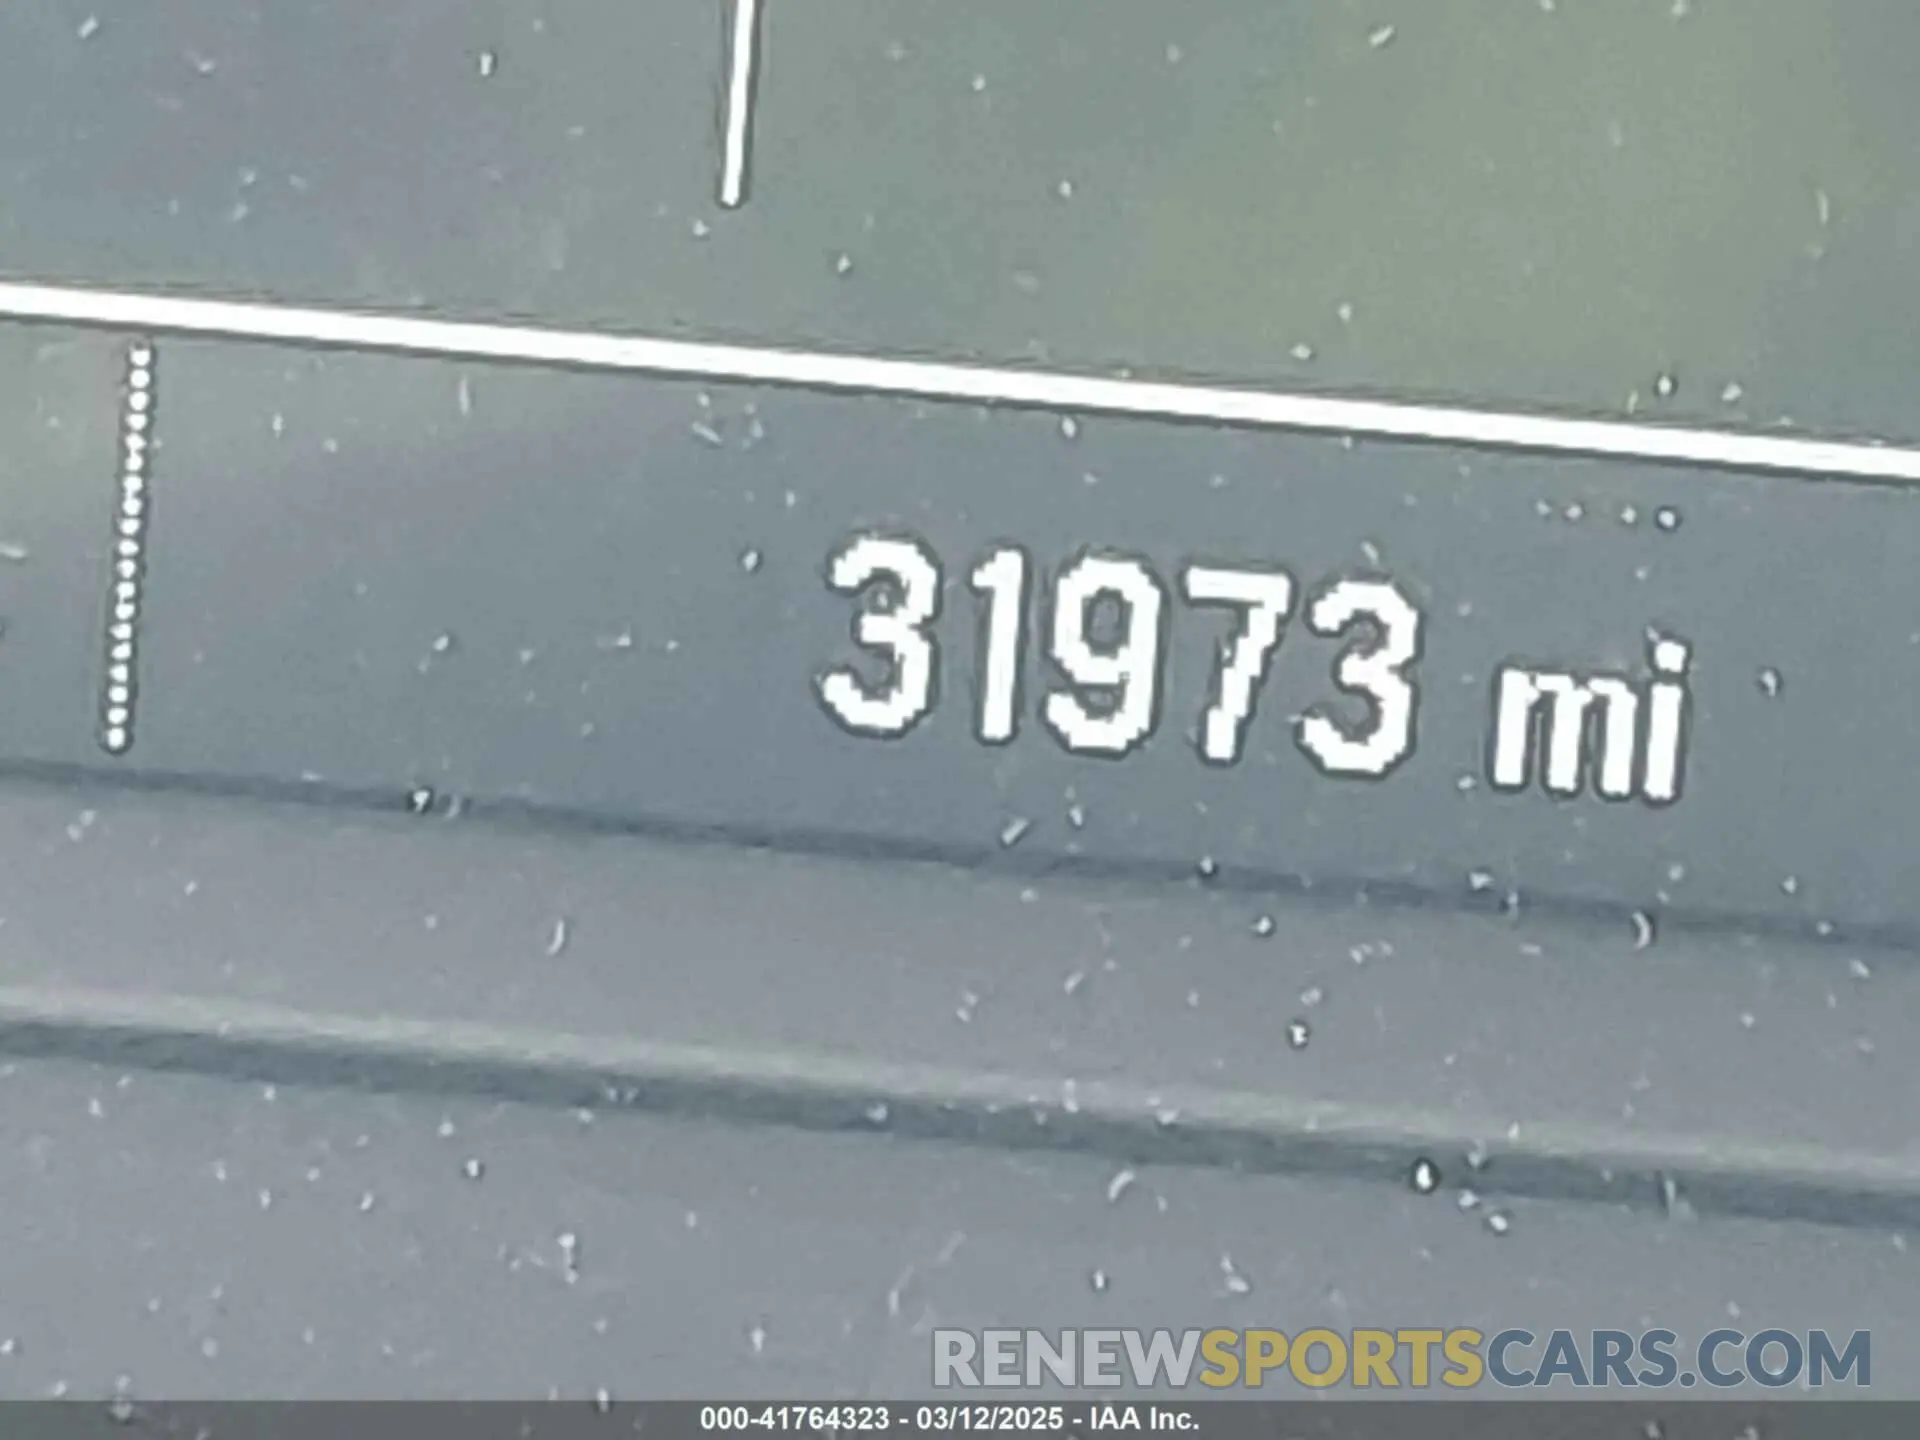 31973 mi
RENEWSPORTSCARS.COM
000-41764323 - 03/12/2025 - IAA Inc.